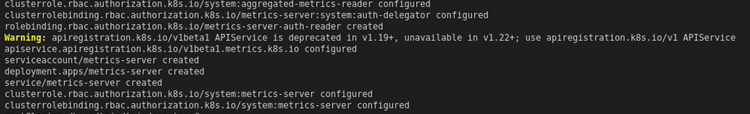 clusterrole.rbac.authorization.k8s.io/system:aggregated-metrics-reader configured
clusterrolebinding.rbac.authorization.k8s.io/metrics-server:system:auth-delegator configured
rolebinding.rbac.authorization.k8s.io/metrics-server-auth-reader created
Warning: apiregistration.k8s.io/v1beta1 APIService is deprecated in v1.19+, unavailable in v1.22+; use apiregistration.k8s.io/v1 APIService
apiservice.apiregistration.k8s.io/v1beta1.metrics.k8s.io configured
serviceaccount/metrics-server created
deployment.apps/metrics-server created
service/metrics-server created
clusterrole.rbac.authorization.k8s.io/system:metrics-server configured
clusterrolebinding.rbac.authorization.k8s.io/system:metrics-server configured